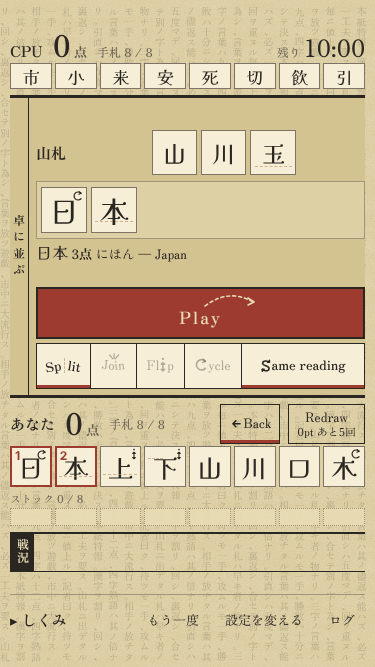 CPU 0点 手札 8 / 8 残り 10:00
市 小 来 安 死 切 飲 引
卓に並ぶ
山札 山 川 玉
日 本
日本 3点 にほん — Japan
Play
Split Join Flip Cycle Same reading
あなた 0点 手札 8 / 8 ←Back Redraw
0pt あと5回
1日 2本 上 下 山 川 口 木
ストック 0 / 8
戦況
▶ しくみ もう一度 設定を変える ログ